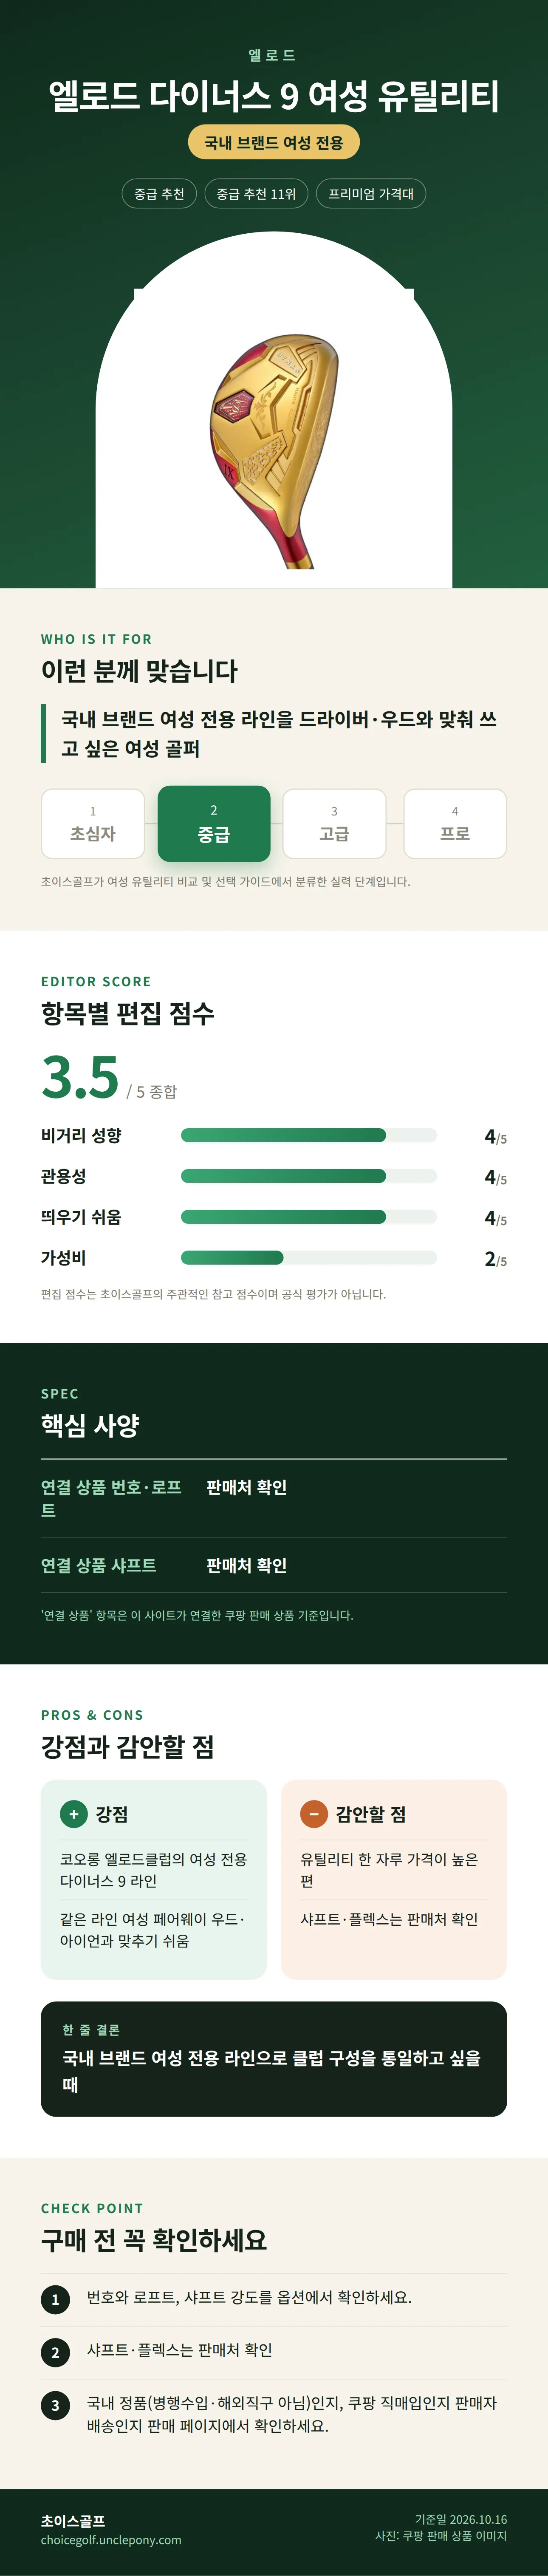 엘로드
엘로드 다이너스 9 여성 유틸리티
국내 브랜드 여성 전용
중급 추천
중급 추천 11위
프리미엄 가격대
IX
WHO IS IT FOR
이런 분께 맞습니다
국내 브랜드 여성 전용 라인을 드라이버·우드와 맞춰 쓰
고 싶은 여성 골퍼
1
초심자
2
중급
3
고급
4
프로
초이스골프가 여성 유틸리티 비교 및 선택 가이드에서 분류한 실력 단계입니다.
EDITOR SCORE
항목별 편집 점수
3.5 / 5 종합
비거리 성향 4/5
관용성 4/5
띄우기 쉬움 4/5
가성비 2/5
편집 점수는 초이스골프의 주관적인 참고 점수이며 공식 평가가 아닙니다.
SPEC
핵심 사양
연결 상품 번호·로프
트
판매처 확인
연결 상품 샤프트 판매처 확인
'연결 상품' 항목은 이 사이트가 연결한 쿠팡 판매 상품 기준입니다.
PROS & CONS
강점과 감안할 점
+ 강점
코오롱 엘로드클럽의 여성 전용
다이너스 9 라인
같은 라인 여성 페어웨이 우드·
아이언과 맞추기 쉬움
− 감안할 점
유틸리티 한 자루 가격이 높은
편
샤프트·플렉스는 판매처 확인
한 줄 결론
국내 브랜드 여성 전용 라인으로 클럽 구성을 통일하고 싶을
때
CHECK POINT
구매 전 꼭 확인하세요
1 번호와 로프트, 샤프트 강도를 옵션에서 확인하세요.
2 샤프트·플렉스는 판매처 확인
3 국내 정품(병행수입·해외직구 아님)인지, 쿠팡 직매입인지 판매자
배송인지 판매 페이지에서 확인하세요.
초이스골프
choicegolf.unclepony.com
기준일 2026.10.16
사진: 쿠팡 판매 상품 이미지